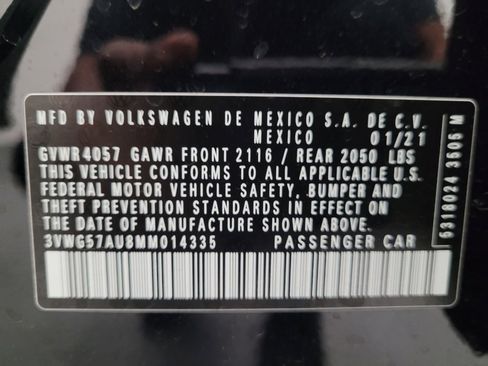 MFD BY VOLKSWAGEN DE MEXICO S.A. DE C.V.
MEXICO 01/21
GVWR 4057 GAWR FRONT 2116 / REAR 2050 LBS
THIS VEHICLE CONFORMS TO ALL APPLICABLE U.S.
FEDERAL MOTOR VEHICLE SAFETY, BUMPER AND
THEFT PREVENTION STANDARDS IN EFFECT ON
THE DATE OF MANUFACTURE SHOWN ABOVE.
3VWG57AU8MM014335 PASSENGER CAR
5318024 3505 M